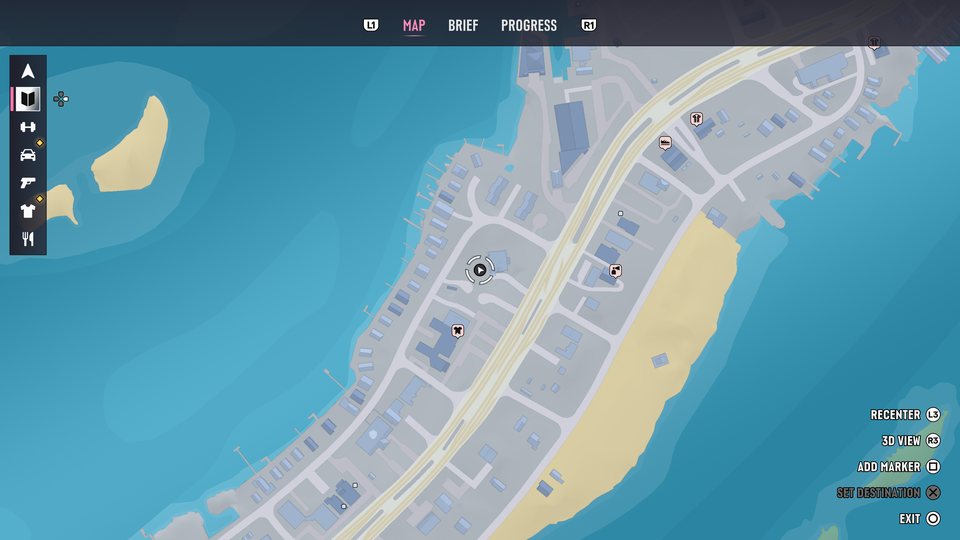 L1 MAP BRIEF PROGRESS R1
RECENTER L3
3D VIEW R3
ADD MARKER
SET DESTINATION
EXIT